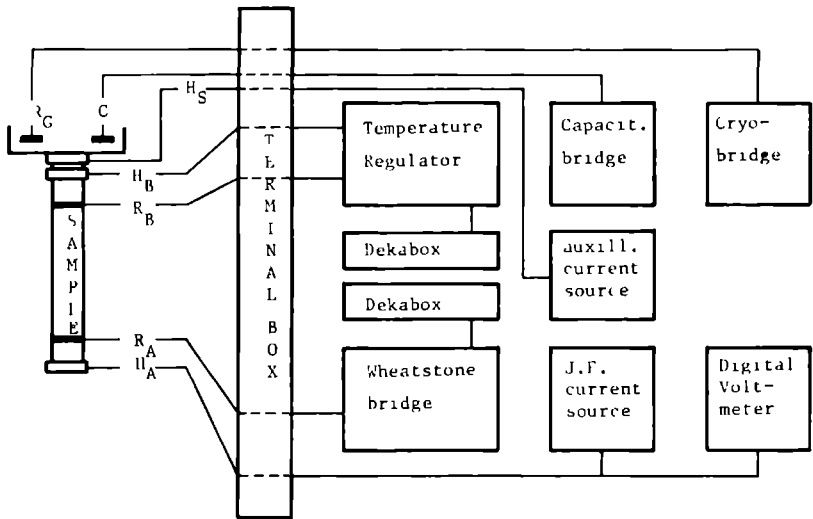 R_G
C
H_S
H_B
R_B
SAMPLE
R_A
H_A
TERMINAL BOX
Temperature
Regulator
Capacit.
bridge
Cryo-
bridge
Dekabox
auxill.
current
source
Dekabox
Wheatstone
bridge
J.F.
current
source
Digital
Volt-
meter